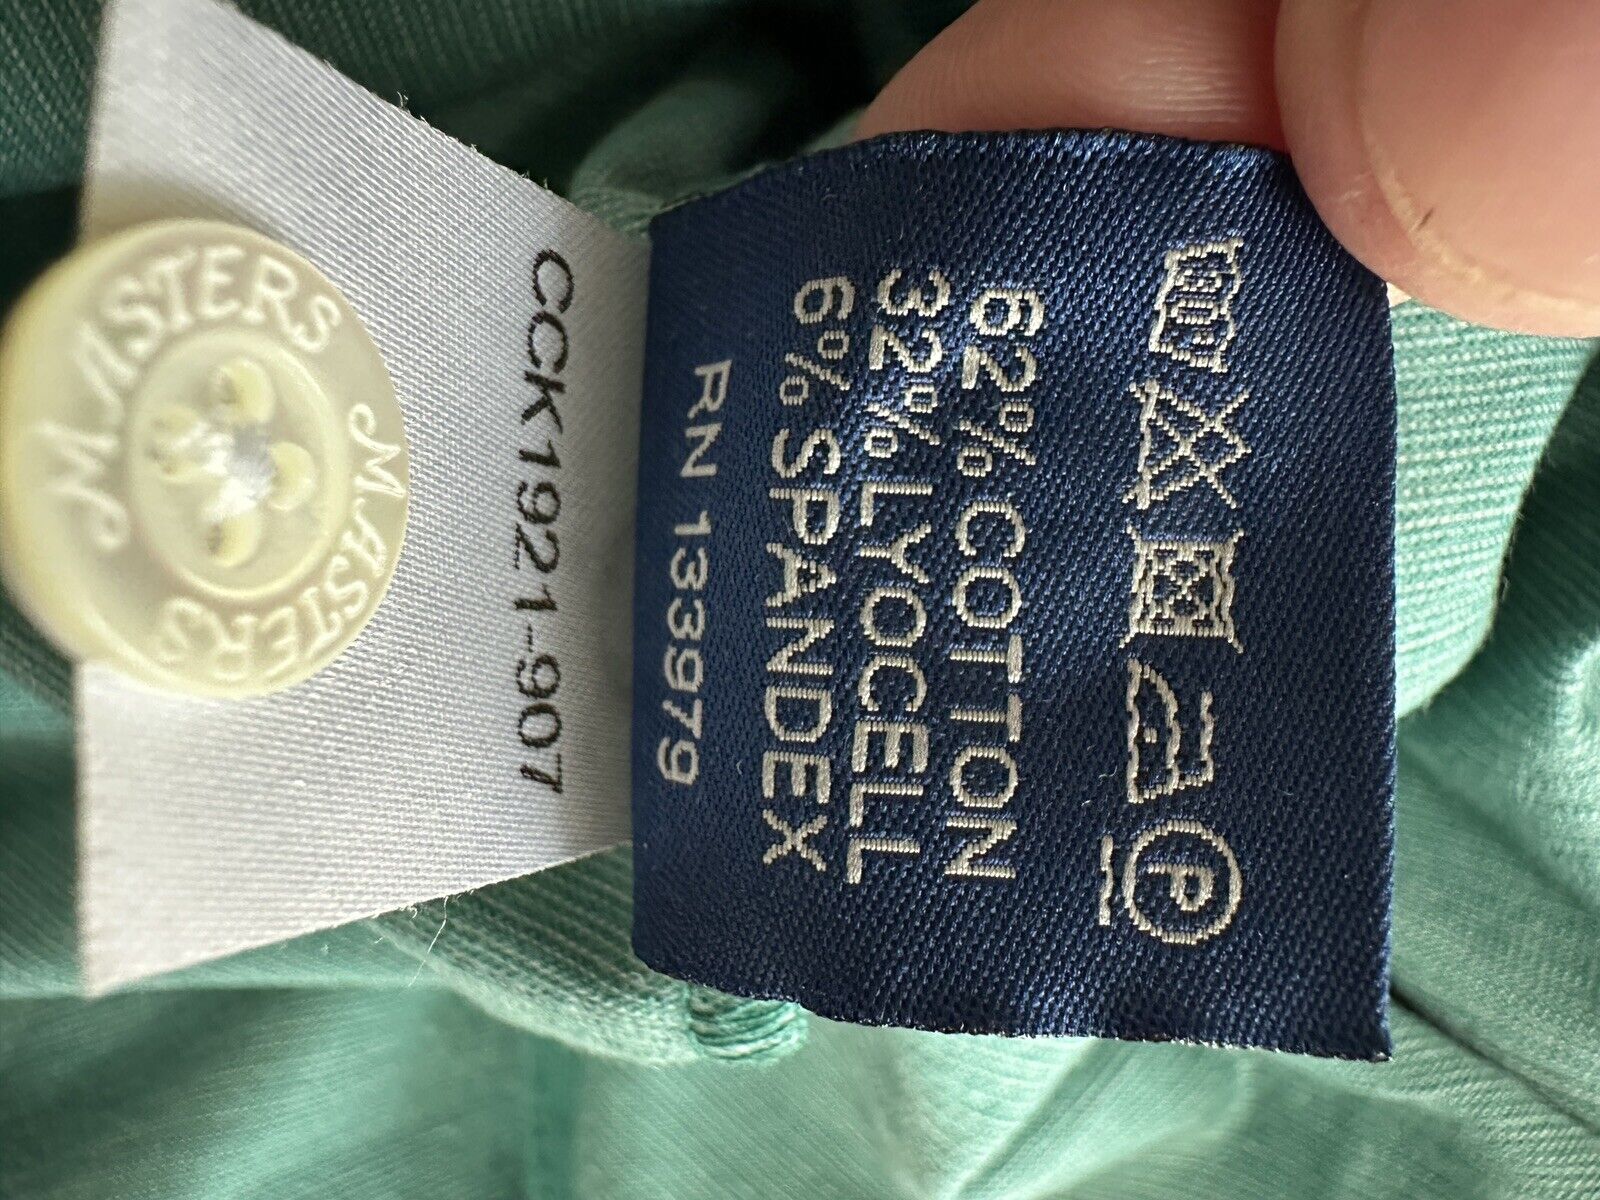 62% COTTON
32% LYOCELL
6% SPANDEX
RN 133979
CCK1921-907
MASTERS MASTERS
P